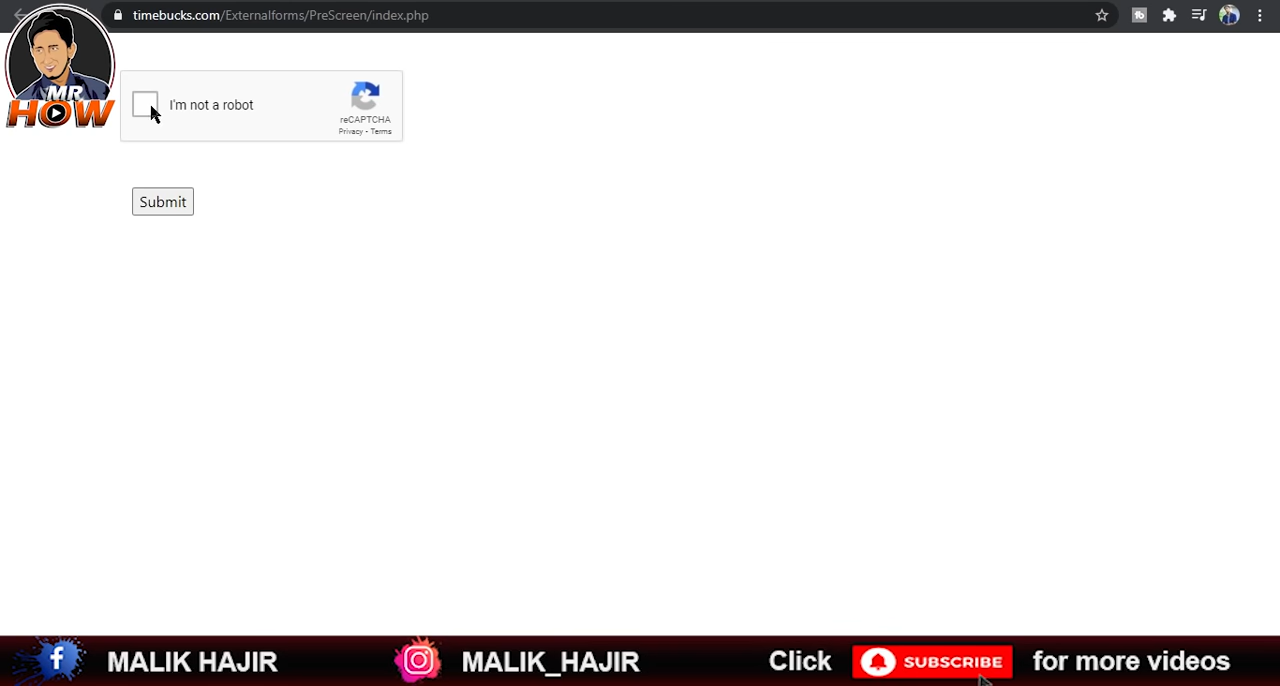 timebucks.com/Externalforms/PreScreen/index.php
MR
HOW
I'm not a robot
reCAPTCHA
Privacy - Terms
Submit
MALIK HAJIR
MALIK_HAJIR
Click SUBSCRIBE for more videos